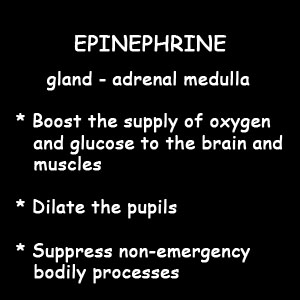 EPINEPHRINE
gland - adrenal medulla
* Boost the supply of oxygen
and glucose to the brain and
muscles
* Dilate the pupils
* Suppress non-emergency
bodily processes